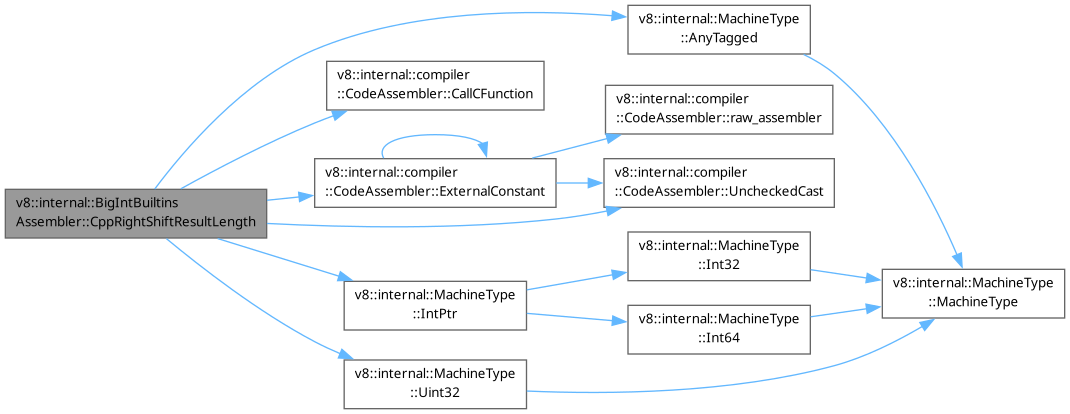 v8::internal::MachineType
::AnyTagged
v8::internal::compiler
::CodeAssembler::CallCFunction
v8::internal::compiler
::CodeAssembler::raw_assembler
v8::internal::compiler
::CodeAssembler::ExternalConstant
v8::internal::compiler
::CodeAssembler::UncheckedCast
v8::internal::BigIntBuiltins
Assembler::CppRightShiftResultLength
v8::internal::MachineType
::Int32
v8::internal::MachineType
::IntPtr
v8::internal::MachineType
::MachineType
v8::internal::MachineType
::Int64
v8::internal::MachineType
::Uint32